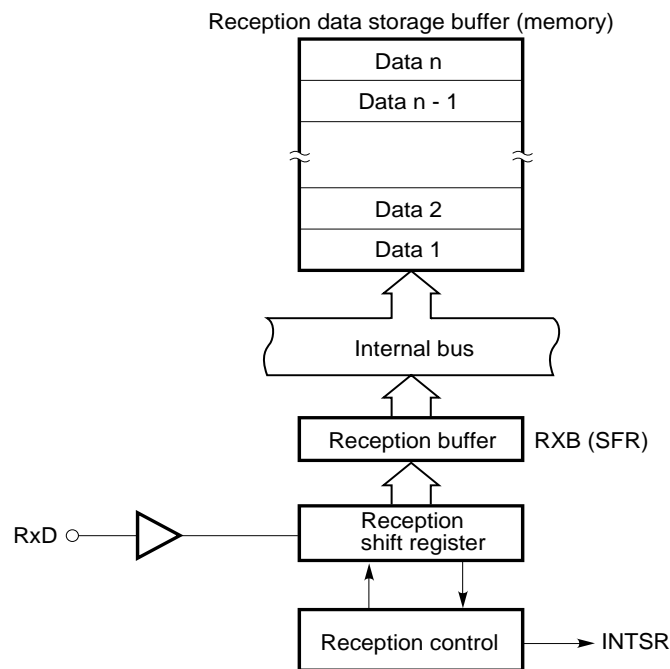 Reception data storage buffer (memory)
Data n
Data n - 1
Data 2
Data 1
Internal bus
Reception buffer
RXB (SFR)
RxD
Reception
shift register
Reception control
INTSR